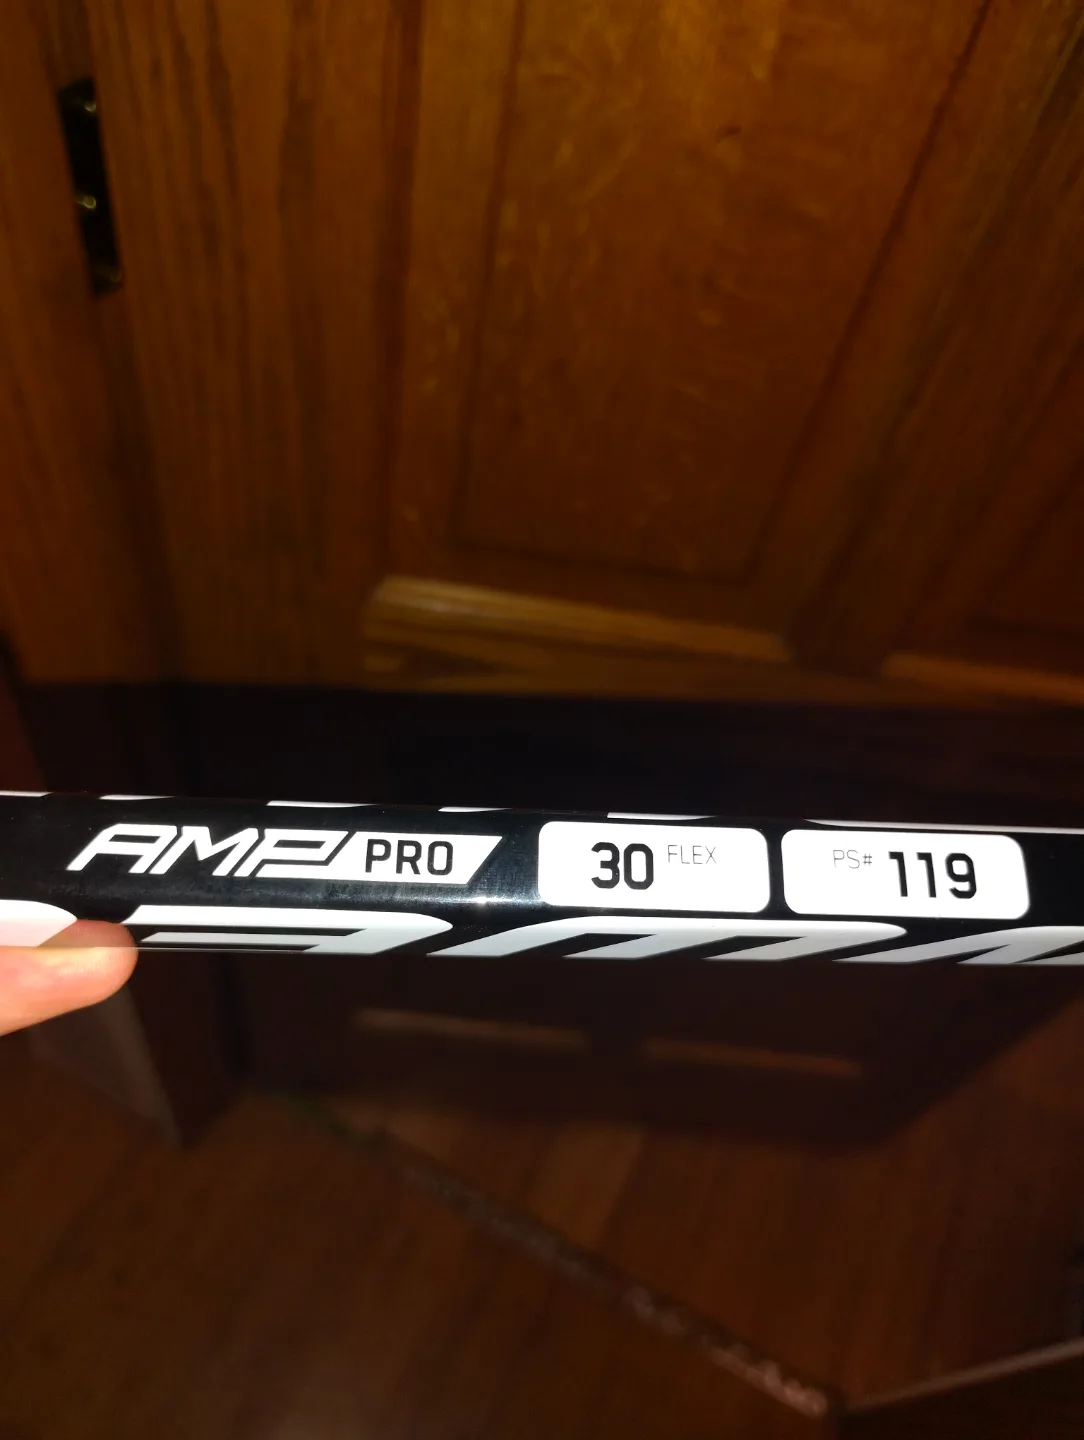 AMP PRO 30 FLEX PS# 119